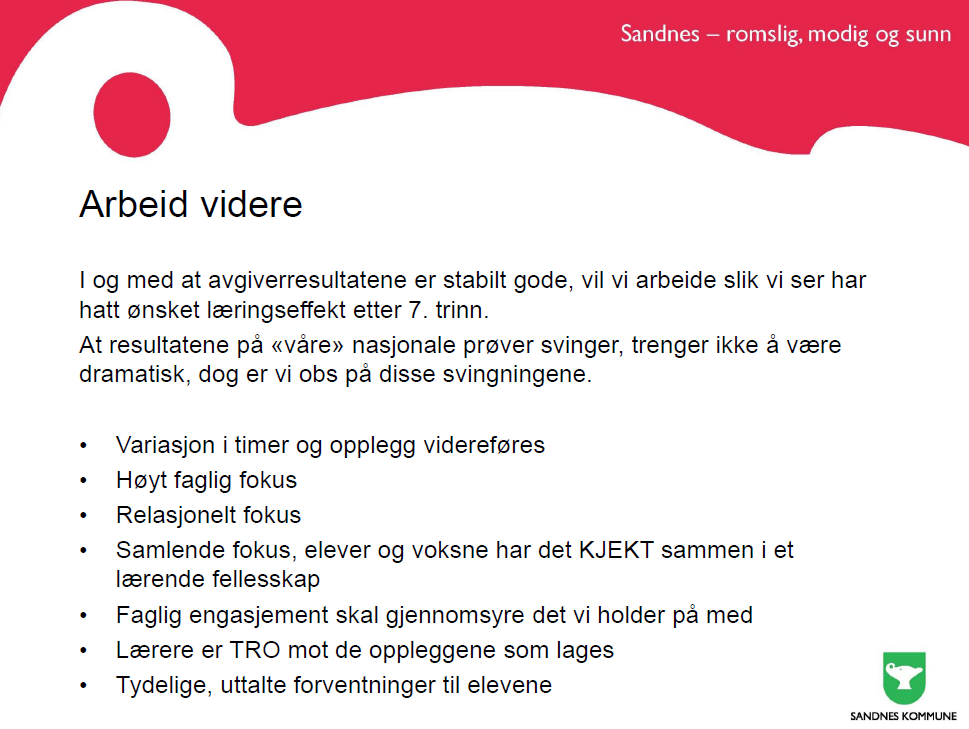 Sandnes – romslig, modig og sunn
Arbeid videre
I og med at avgiverresultatene er stabilt gode, vil vi arbeide slik vi ser har
hatt ønsket læringseffekt etter 7. trinn.
At resultatene på «våre» nasjonale prøver svinger, trenger ikke å være
dramatisk, dog er vi obs på disse svingningene.
• Variasjon i timer og opplegg videreføres
• Høyt faglig fokus
• Relasjonelt fokus
• Samlende fokus, elever og voksne har det KJEKT sammen i et
lærende fellesskap
• Faglig engasjement skal gjennomsyre det vi holder på med
• Lærere er TRO mot de oppleggene som lages
• Tydelige, uttalte forventninger til elevene
SANDNES KOMMUNE